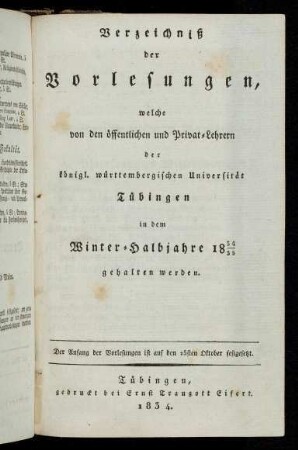 Verzeichniß
der
Vorlesungen,
welche
von den öffentlichen und Privat-Lehrern
der
königl. württembergischen Universität
Tübingen
in dem
Winter-Halbjahre 18 34/35
gehalten werden.
Der Anfang der Vorlesungen ist auf den 16sten Oktober festgesetzt.
Tübingen,
gedruckt bei Ernst Traugott Eifert.
1834.